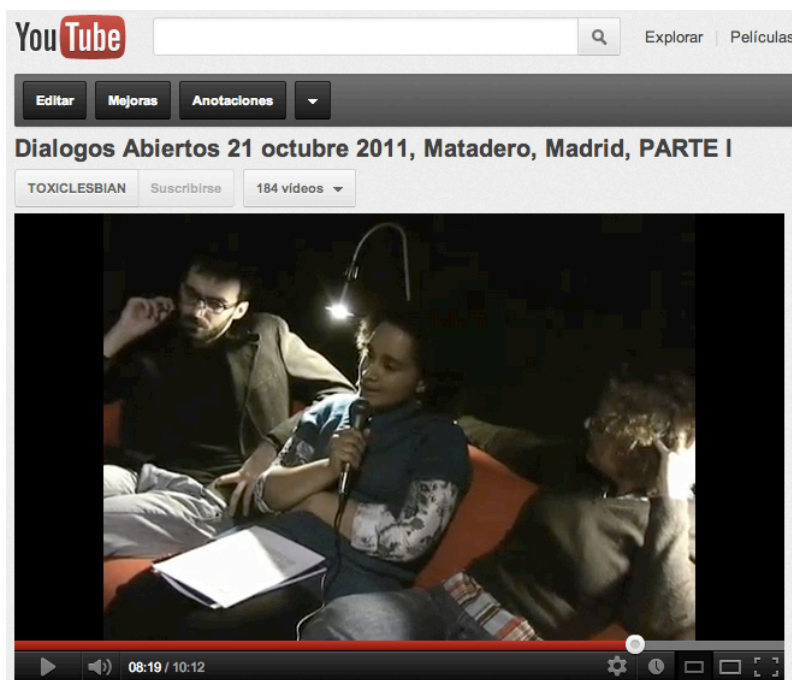 YouTube
Explorar | Películas
Editar Mejoras Anotaciones
Dialogos Abiertos 21 octubre 2011, Matadero, Madrid, PARTE I
TOXICLESBIAN Suscribirse 184 vídeos
08:19 / 10:12